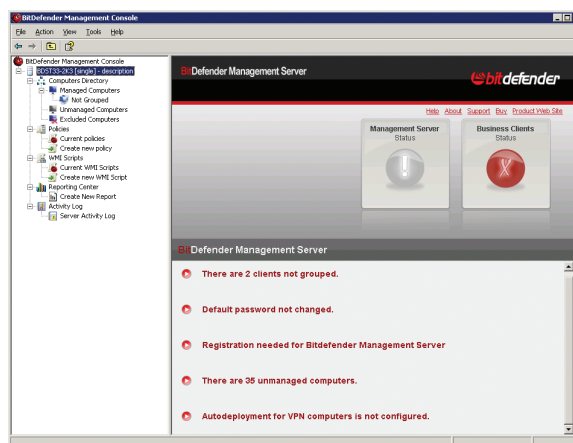 BitDefender Management Console
File Action View Tools Help
BitDefender Management Console
BDST33-2K3 [single] - description
Computers Directory
Managed Computers
Not Grouped
Unmanaged Computers
Excluded Computers
Policies
Current policies
Create new policy
WMI Scripts
Current WMI Scripts
Create new WMI Script
Reporting Center
Create New Report
Activity Log
Server Activity Log
BitDefender Management Server
bitdefender
Help About Support Buy Product Web Site
Management Server
Status
Business Clients
Status
BitDefender Management Server
There are 2 clients not grouped.
Default password not changed.
Registration needed for Bitdefender Management Server
There are 35 unmanaged computers.
Autodeployment for VPN computers is not configured.